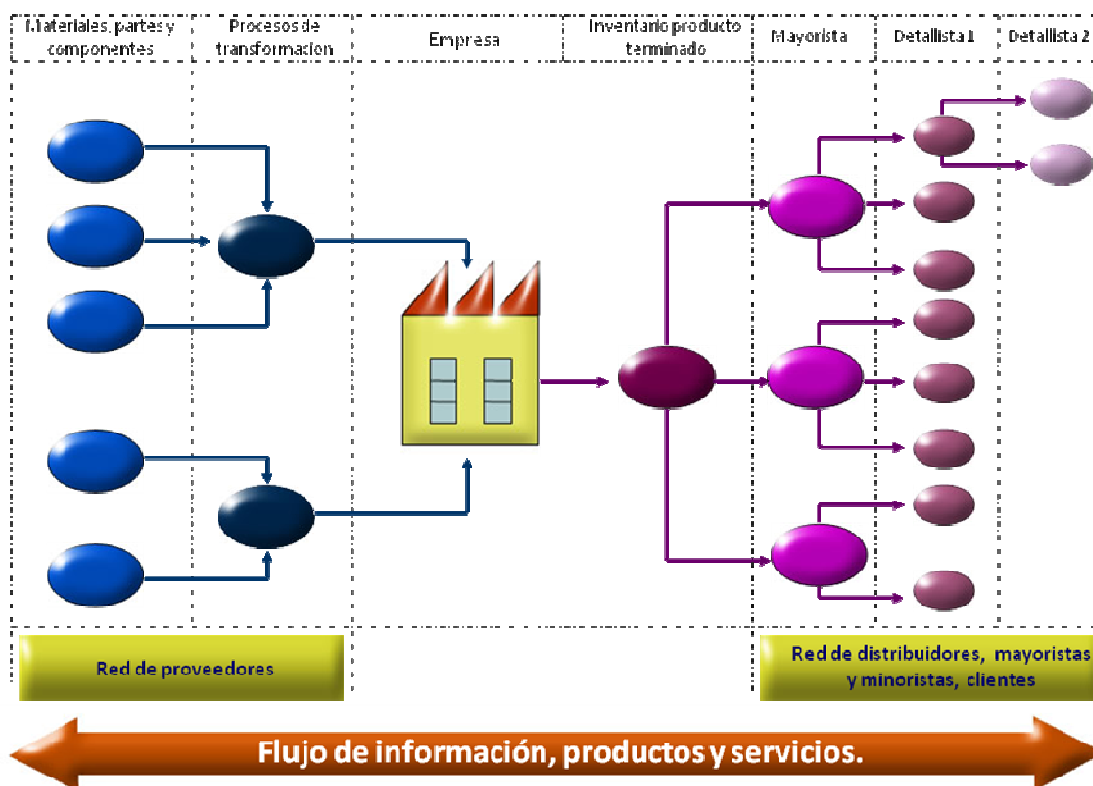 Materiales, partes y
componentes
Procesos de
transformacion
Empresa
Inventario producto
terminado
Mayorista
Detallista 1
Detallista 2
Red de proveedores
Red de distribuidores, mayoristas
y minoristas, clientes
Flujo de información, productos y servicios.